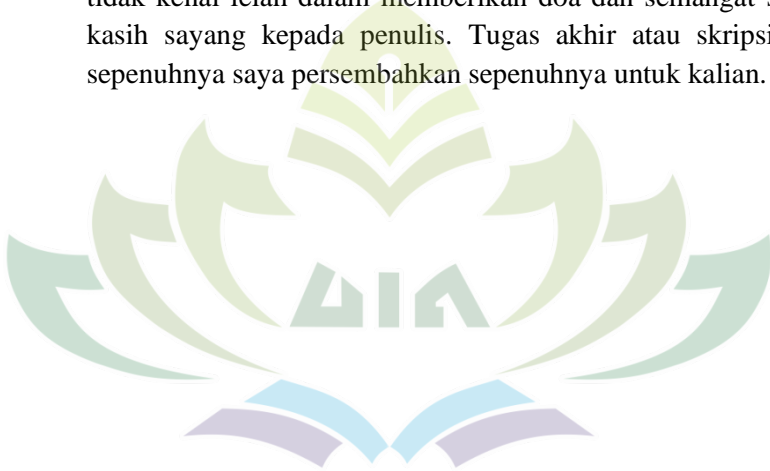 tidak kenal lelah dalam memberikan doa dan semangat
kasih sayang kepada penulis. Tugas akhir atau skripsi
sepenuhnya saya persembahkan sepenuhnya untuk kalian.
UIN